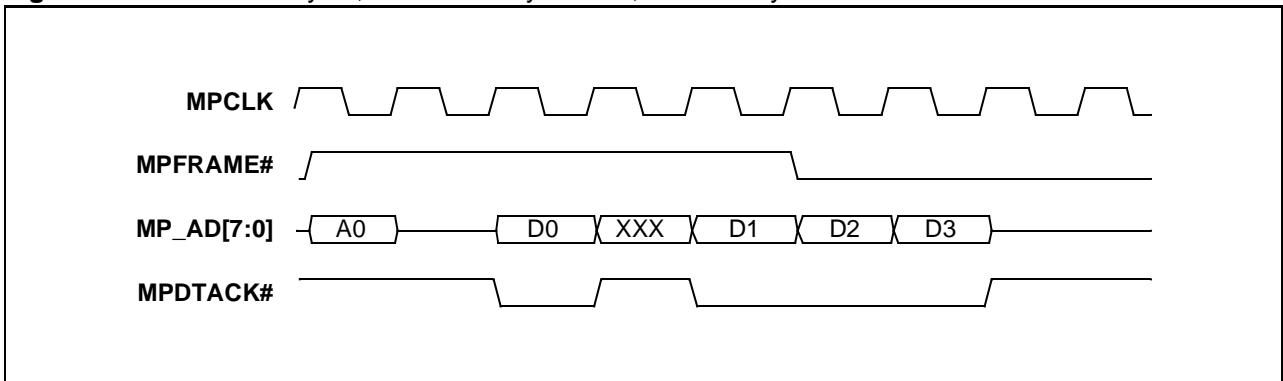 MPCLK
MPFRAME#
MP_AD[7:0] A0 D0 XXX D1 D2 D3
MPDTACK#